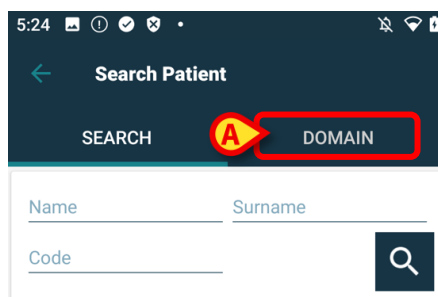 5:24
Search Patient
SEARCH
A
DOMAIN
Name
Surname
Code